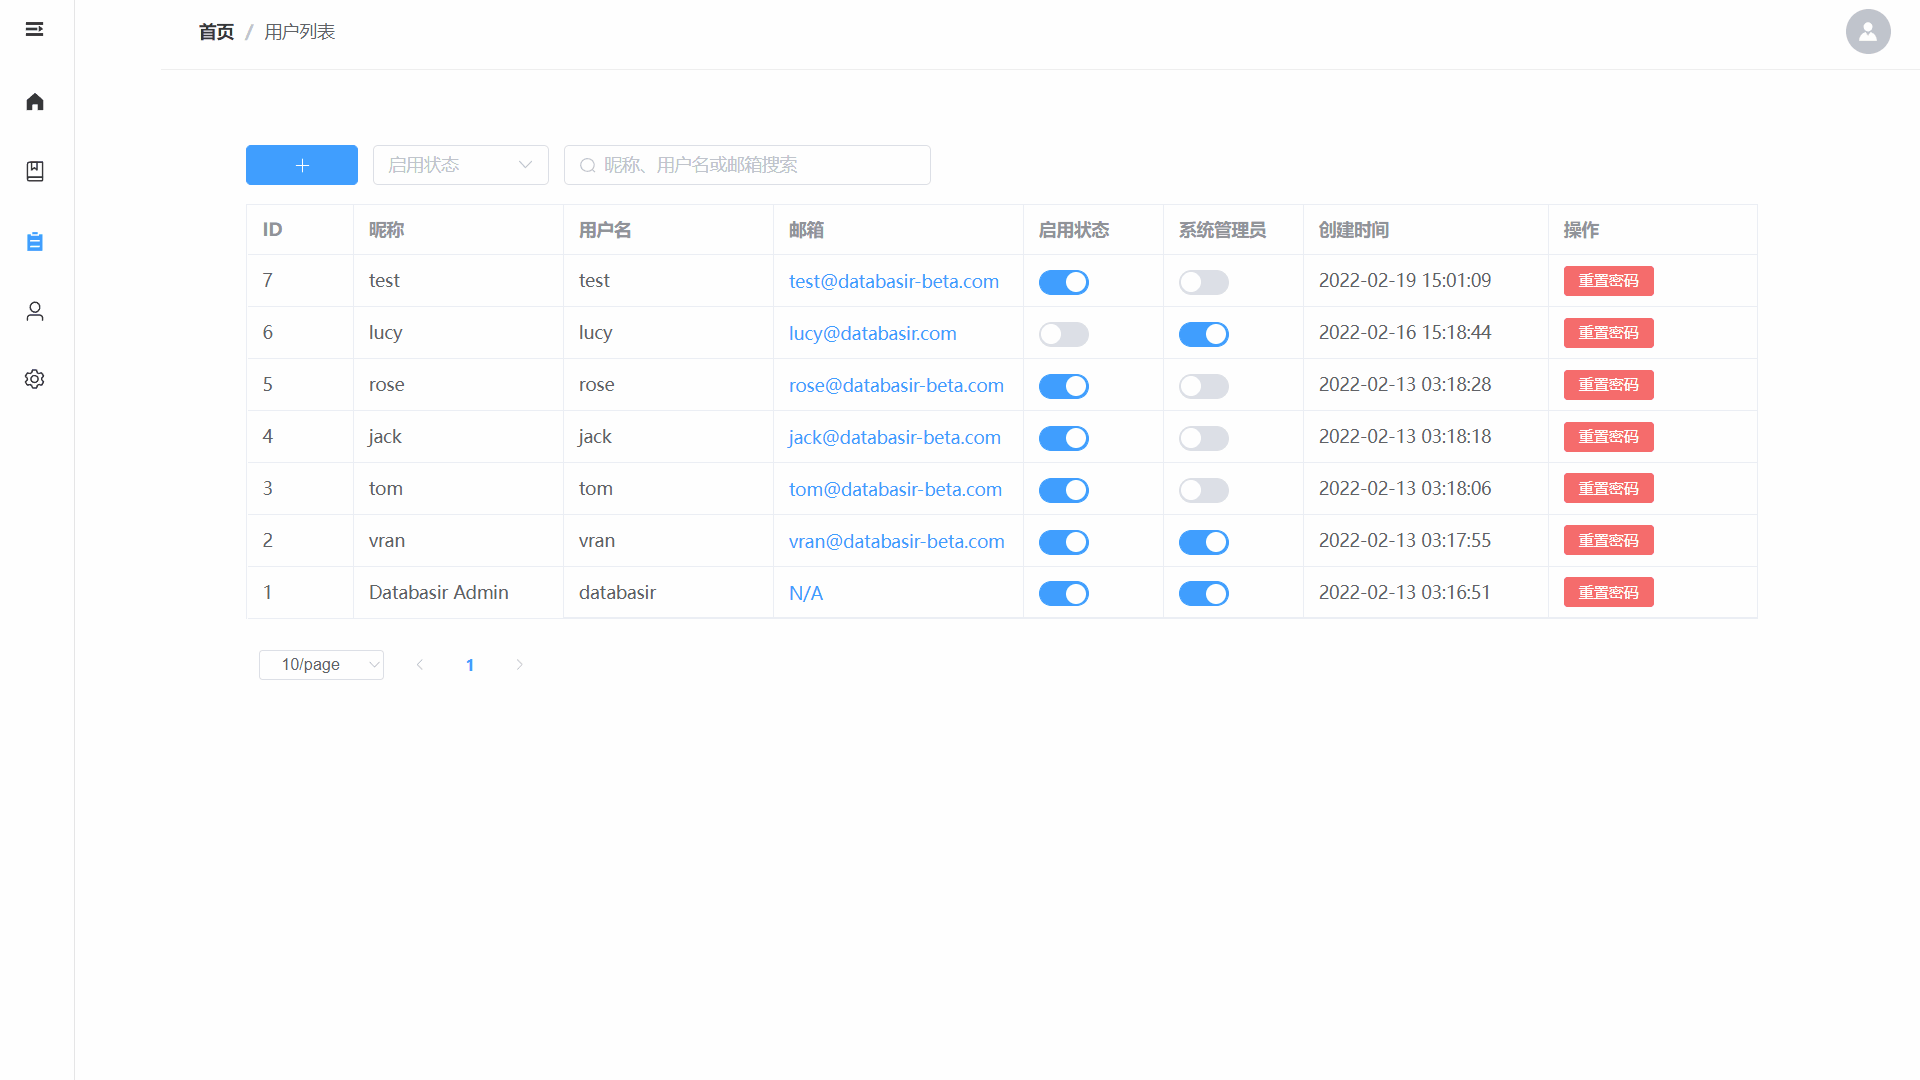 首页 / 用户列表
启用状态 昵称、用户名或邮箱搜索
ID 昵称 用户名 邮箱 启用状态 系统管理员 创建时间 操作
7 test test test@databasir-beta.com 2022-02-19 15:01:09 重置密码
6 lucy lucy lucy@databasir.com 2022-02-16 15:18:44 重置密码
5 rose rose rose@databasir-beta.com 2022-02-13 03:18:28 重置密码
4 jack jack jack@databasir-beta.com 2022-02-13 03:18:18 重置密码
3 tom tom tom@databasir-beta.com 2022-02-13 03:18:06 重置密码
2 vran vran vran@databasir-beta.com 2022-02-13 03:17:55 重置密码
1 Databasir Admin databasir N/A 2022-02-13 03:16:51 重置密码
10/page 1